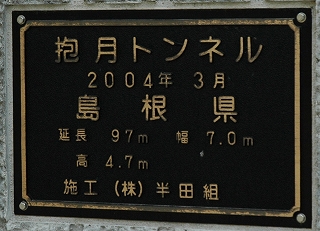 抱月トンネル
2004年 3月
島根県
延長 97m 幅 7.0m
高 4.7m
施工 (株) 半田組